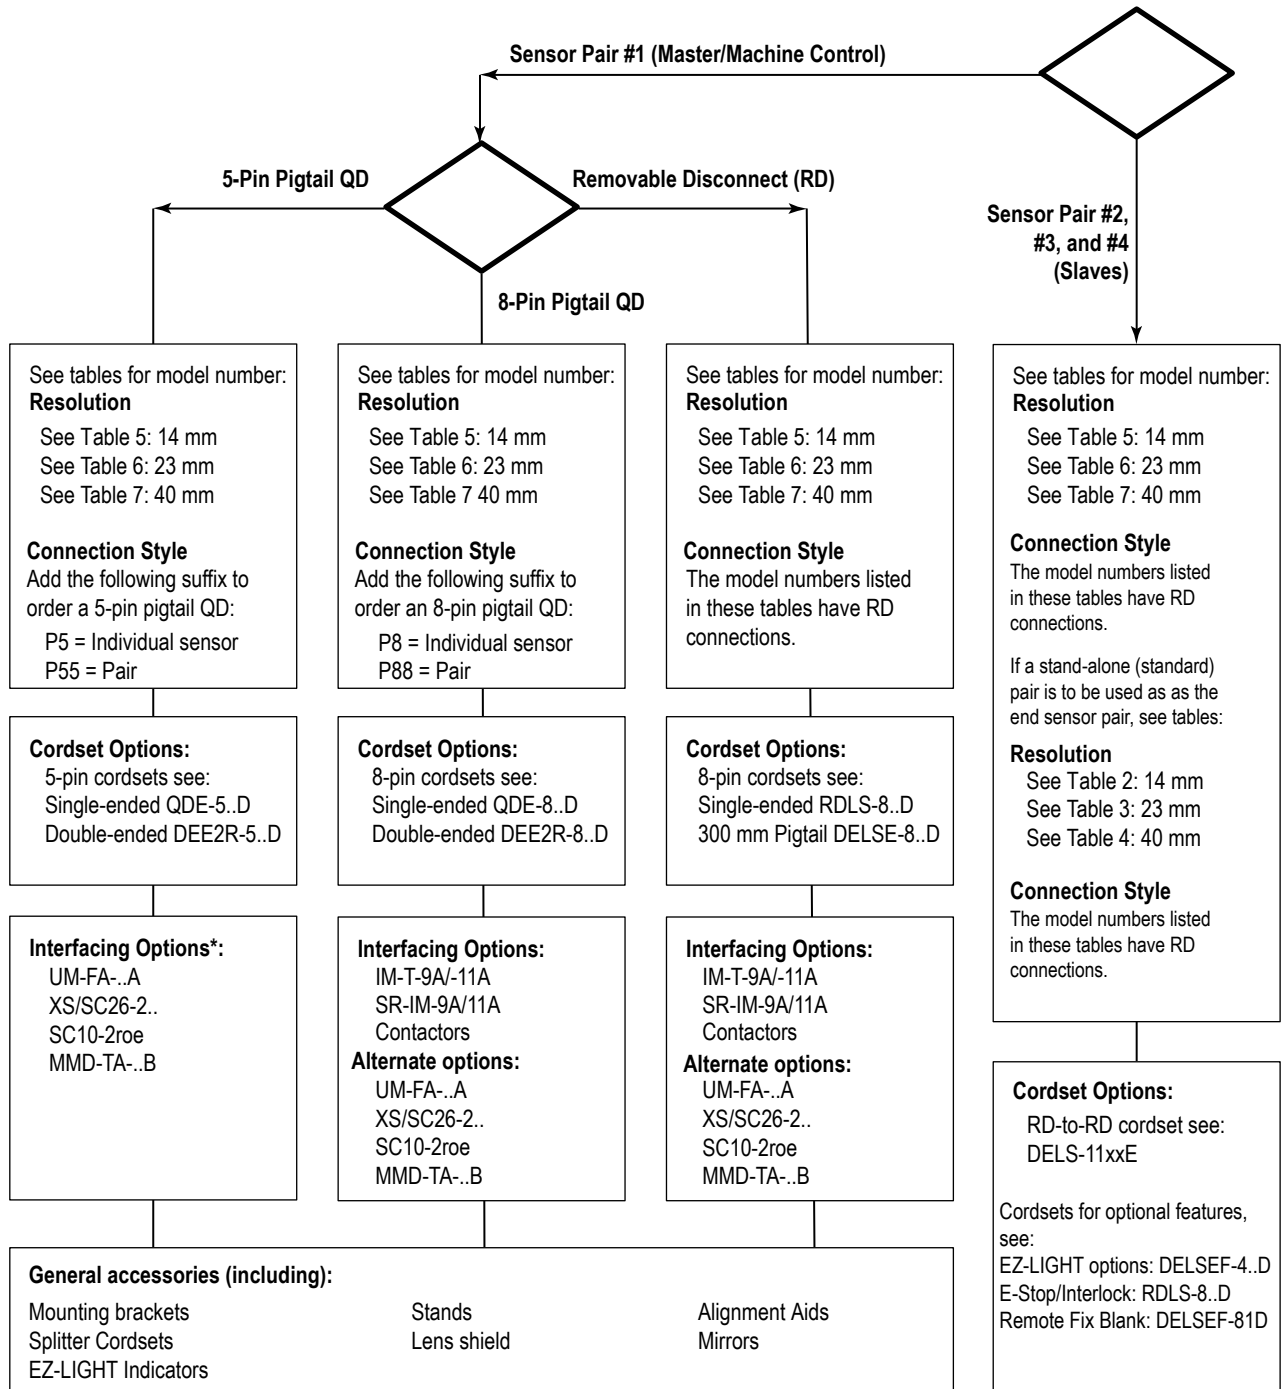 Sensor Pair #1 (Master/Machine Control)
5-Pin Pigtail QD
Removable Disconnect (RD)
8-Pin Pigtail QD
Sensor Pair #2,
#3, and #4
(Slaves)
See tables for model number:
Resolution
See Table 5: 14 mm
See Table 6: 23 mm
See Table 7: 40 mm
Connection Style
Add the following suffix to
order a 5-pin pigtail QD:
P5 = Individual sensor
P55 = Pair
Cordset Options:
5-pin cordsets see:
Single-ended QDE-5..D
Double-ended DEE2R-5..D
Interfacing Options*:
UM-FA-..A
XS/SC26-2..
SC10-2roe
MMD-TA-..B
See tables for model number:
Resolution
See Table 5: 14 mm
See Table 6: 23 mm
See Table 7 40 mm
Connection Style
Add the following suffix to
order an 8-pin pigtail QD:
P8 = Individual sensor
P88 = Pair
Cordset Options:
8-pin cordsets see:
Single-ended QDE-8..D
Double-ended DEE2R-8..D
Interfacing Options:
IM-T-9A/-11A
SR-IM-9A/11A
Contactors
Alternate options:
UM-FA-..A
XS/SC26-2..
SC10-2roe
MMD-TA-..B
See tables for model number:
Resolution
See Table 5: 14 mm
See Table 6: 23 mm
See Table 7: 40 mm
Connection Style
The model numbers listed
in these tables have RD
connections.
Cordset Options:
8-pin cordsets see:
Single-ended RDLS-8..D
300 mm Pigtail DELSE-8..D
Interfacing Options:
IM-T-9A/-11A
SR-IM-9A/11A
Contactors
Alternate options:
UM-FA-..A
XS/SC26-2..
SC10-2roe
MMD-TA-..B
See tables for model number:
Resolution
See Table 5: 14 mm
See Table 6: 23 mm
See Table 7: 40 mm
Connection Style
The model numbers listed
in these tables have RD
connections.
If a stand-alone (standard)
pair is to be used as as the
end sensor pair, see tables:
Resolution
See Table 2: 14 mm
See Table 3: 23 mm
See Table 4: 40 mm
Connection Style
The model numbers listed
in these tables have RD
connections.
Cordset Options:
RD-to-RD cordset see:
DELS-11xxE
Cordsets for optional features,
see:
EZ-LIGHT options: DELSEF-4..D
E-Stop/Interlock: RDLS-8..D
Remote Fix Blank: DELSEF-81D
General accessories (including):
Mounting brackets
Splitter Cordsets
EZ-LIGHT Indicators
Stands
Lens shield
Alignment Aids
Mirrors